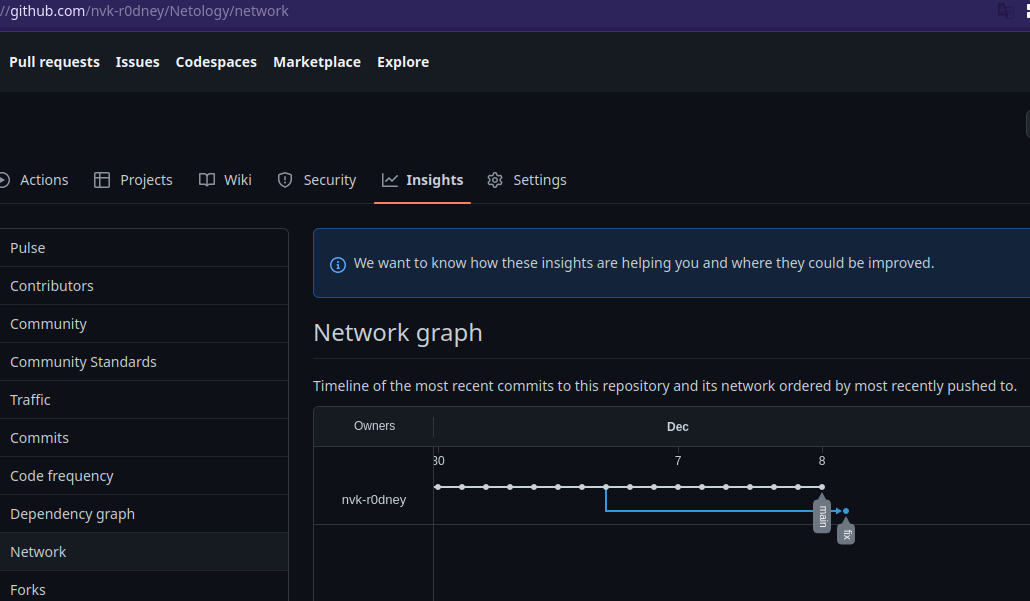 //github.com/nvk-r0dney/Netology/network
Pull requests Issues Codespaces Marketplace Explore
Actions Projects Wiki Security Insights Settings
Pulse
Contributors
Community
Community Standards
Traffic
Commits
Code frequency
Dependency graph
Network
Forks
We want to know how these insights are helping you and where they could be improved.
Network graph
Timeline of the most recent commits to this repository and its network ordered by most recently pushed to.
Owners Dec
30 7 8
nvk-r0dney
main
fix